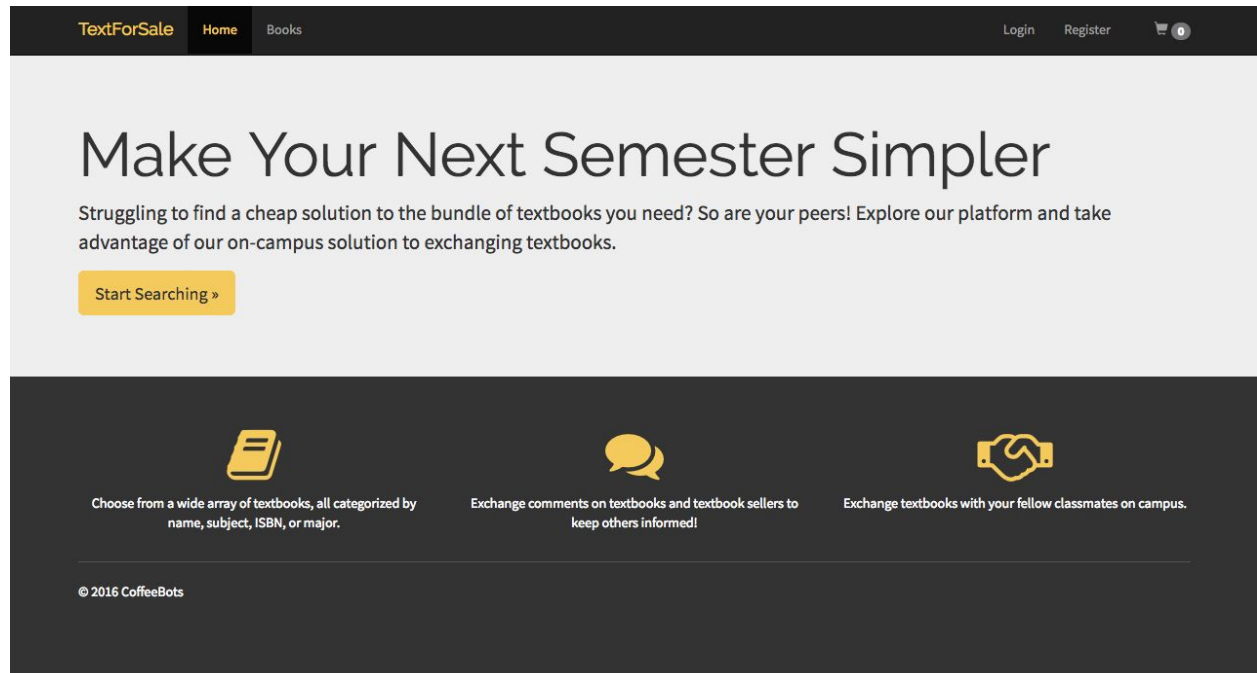 TextForSale Home Books Login Register 0
Make Your Next Semester Simpler
Struggling to find a cheap solution to the bundle of textbooks you need? So are your peers! Explore our platform and take
advantage of our on-campus solution to exchanging textbooks.
Start Searching »
Choose from a wide array of textbooks, all categorized by
name, subject, ISBN, or major.
Exchange comments on textbooks and textbook sellers to
keep others informed!
Exchange textbooks with your fellow classmates on campus.
© 2016 CoffeeBots